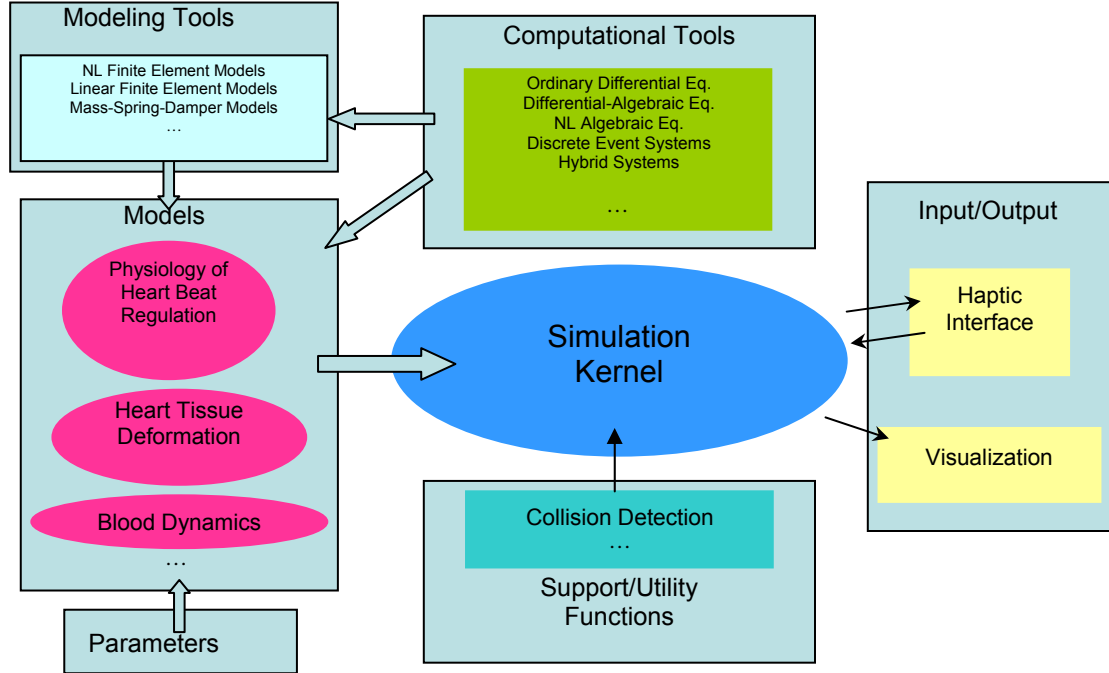 Modeling Tools
NL Finite Element Models
Linear Finite Element Models
Mass-Spring-Damper Models
…
Computational Tools
Ordinary Differential Eq.
Differential-Algebraic Eq.
NL Algebraic Eq.
Discrete Event Systems
Hybrid Systems
…
Models
Physiology of
Heart Beat
Regulation
Heart Tissue
Deformation
Blood Dynamics
…
Parameters
Simulation
Kernel
Collision Detection
…
Support/Utility
Functions
Input/Output
Haptic
Interface
Visualization